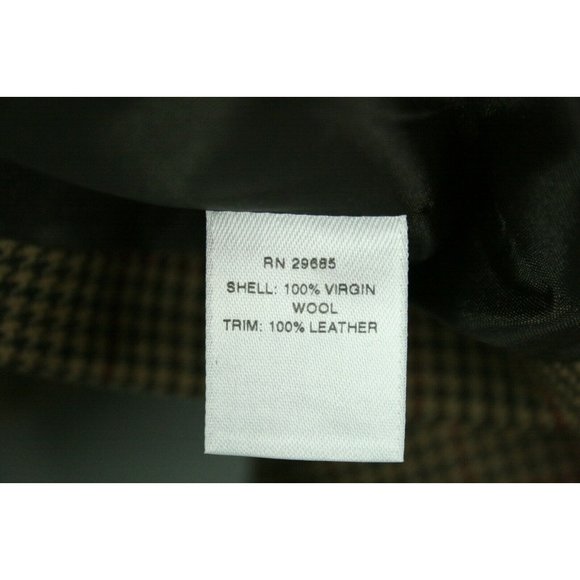 RN 29685
SHELL: 100% VIRGIN
WOOL
TRIM: 100% LEATHER